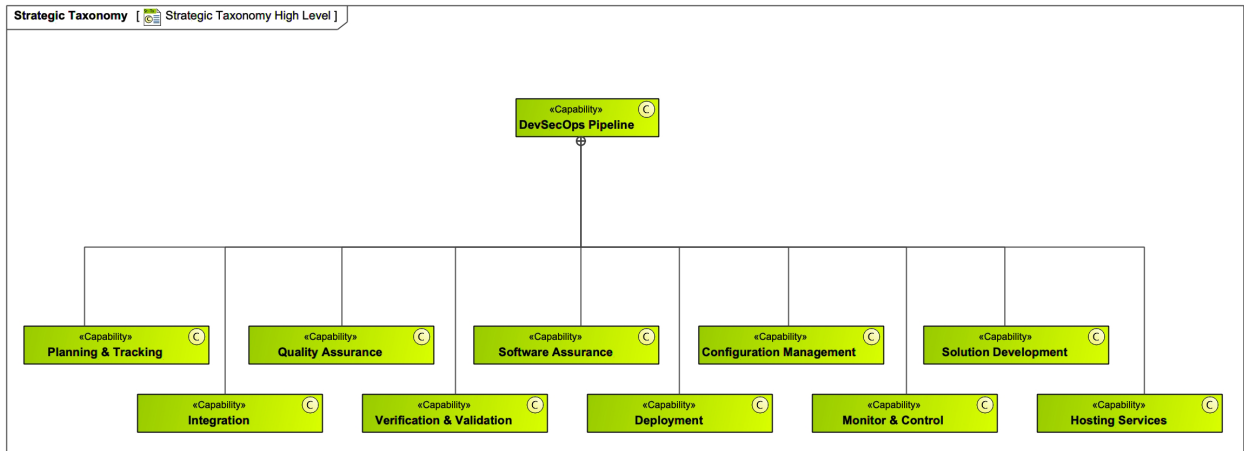 Strategic Taxonomy [ Strategic Taxonomy High Level ]
«Capability» C
DevSecOps Pipeline
«Capability» C
Planning & Tracking
«Capability» C
Quality Assurance
«Capability» C
Software Assurance
«Capability» C
Configuration Management
«Capability» C
Solution Development
«Capability» C
Integration
«Capability» C
Verification & Validation
«Capability» C
Deployment
«Capability» C
Monitor & Control
«Capability» C
Hosting Services